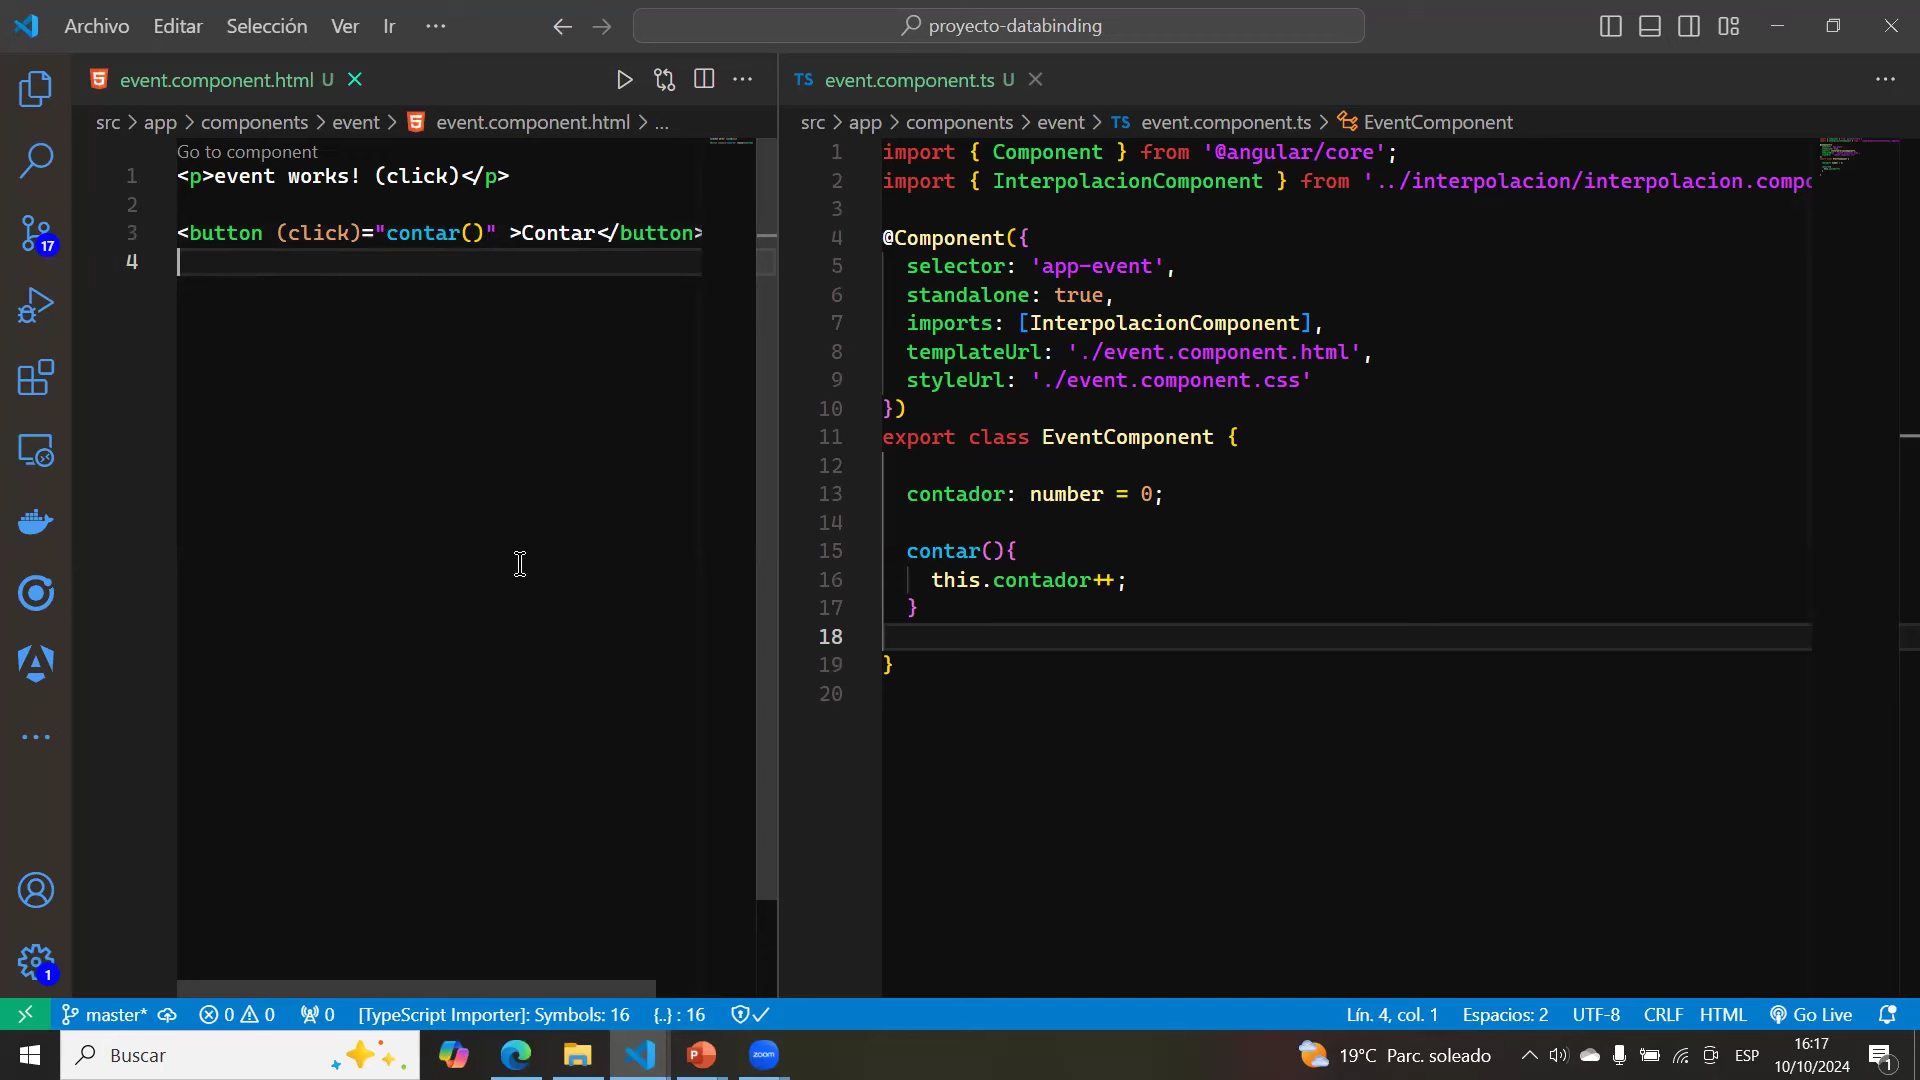 Archivo Editar Selección Ver Ir ··· proyecto-databinding
event.component.html U
TS event.component.ts U
src > app > components > event > event.component.html > ...
src > app > components > event > TS event.component.ts > EventComponent
Go to component
1 <p>event works! (click)</p>
2
3 <button (click)="contar()" >Contar</button>
4
1 import { Component } from '@angular/core';
2 import { InterpolacionComponent } from '../interpolacion/interpolacion.compo
3
4 @Component({
5 selector: 'app-event',
6 standalone: true,
7 imports: [InterpolacionComponent],
8 templateUrl: './event.component.html',
9 styleUrl: './event.component.css'
10 })
11 export class EventComponent {
12
13 contador: number = 0;
14
15 contar(){
16 this.contador++;
17 }
18
19 }
20
17
1
master* 0 0 0 [TypeScript Importer]: Symbols: 16 {..} : 16 Lín. 4, col. 1 Espacios: 2 UTF-8 CRLF HTML Go Live
Buscar zoom 19°C Parc. soleado ESP 16:17
10/10/2024 1